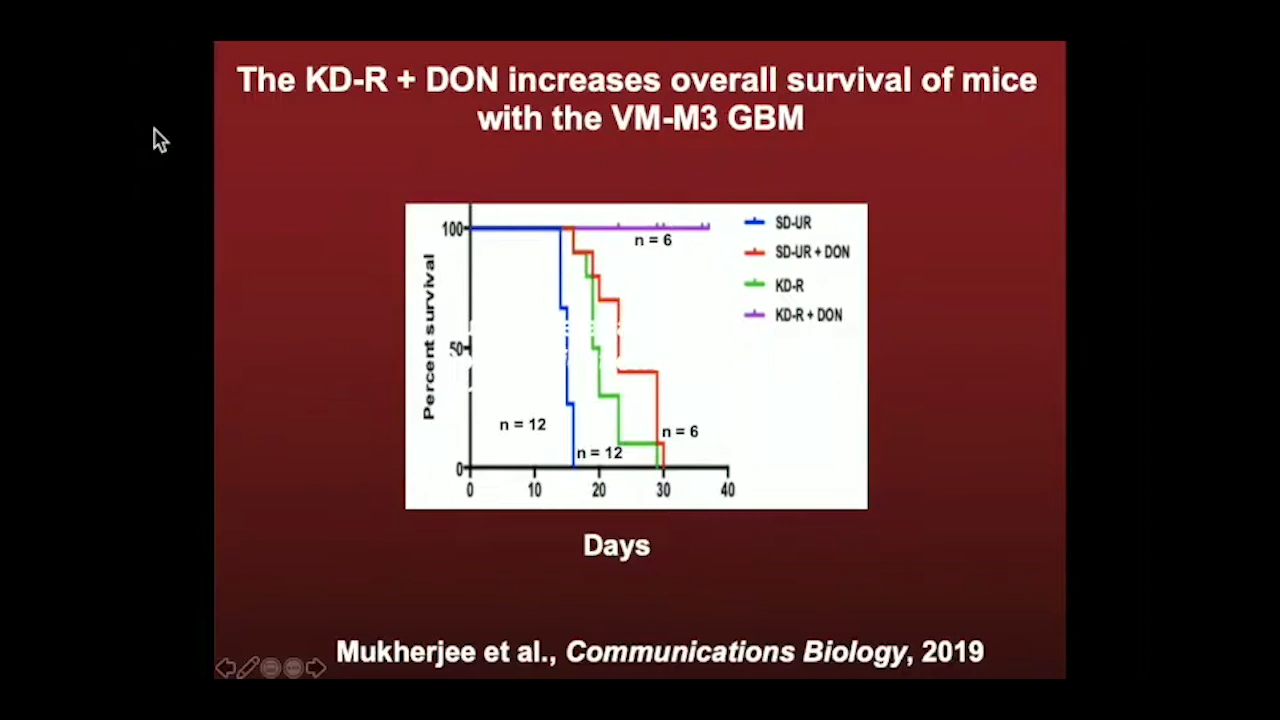 The KD-R + DON increases overall survival of mice
with the VM-M3 GBM
Percent survival
100
50
0
0
10
20
30
40
n = 6
n = 12
n = 12
n = 6
SD-UR
SD-UR + DON
KD-R
KD-R + DON
Days
Mukherjee et al., Communications Biology, 2019